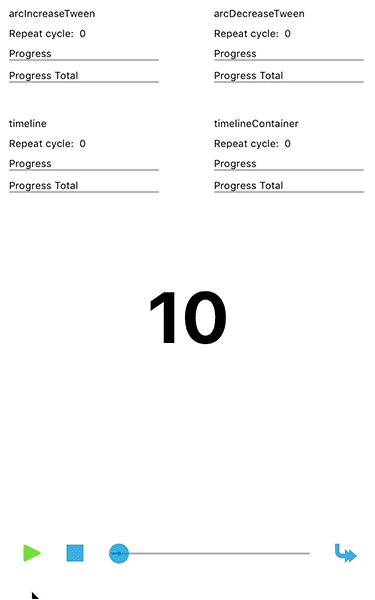 arcIncreaseTween
Repeat cycle: 0
Progress
Progress Total
arcDecreaseTween
Repeat cycle: 0
Progress
Progress Total
timeline
Repeat cycle: 0
Progress
Progress Total
timelineContainer
Repeat cycle: 0
Progress
Progress Total
10